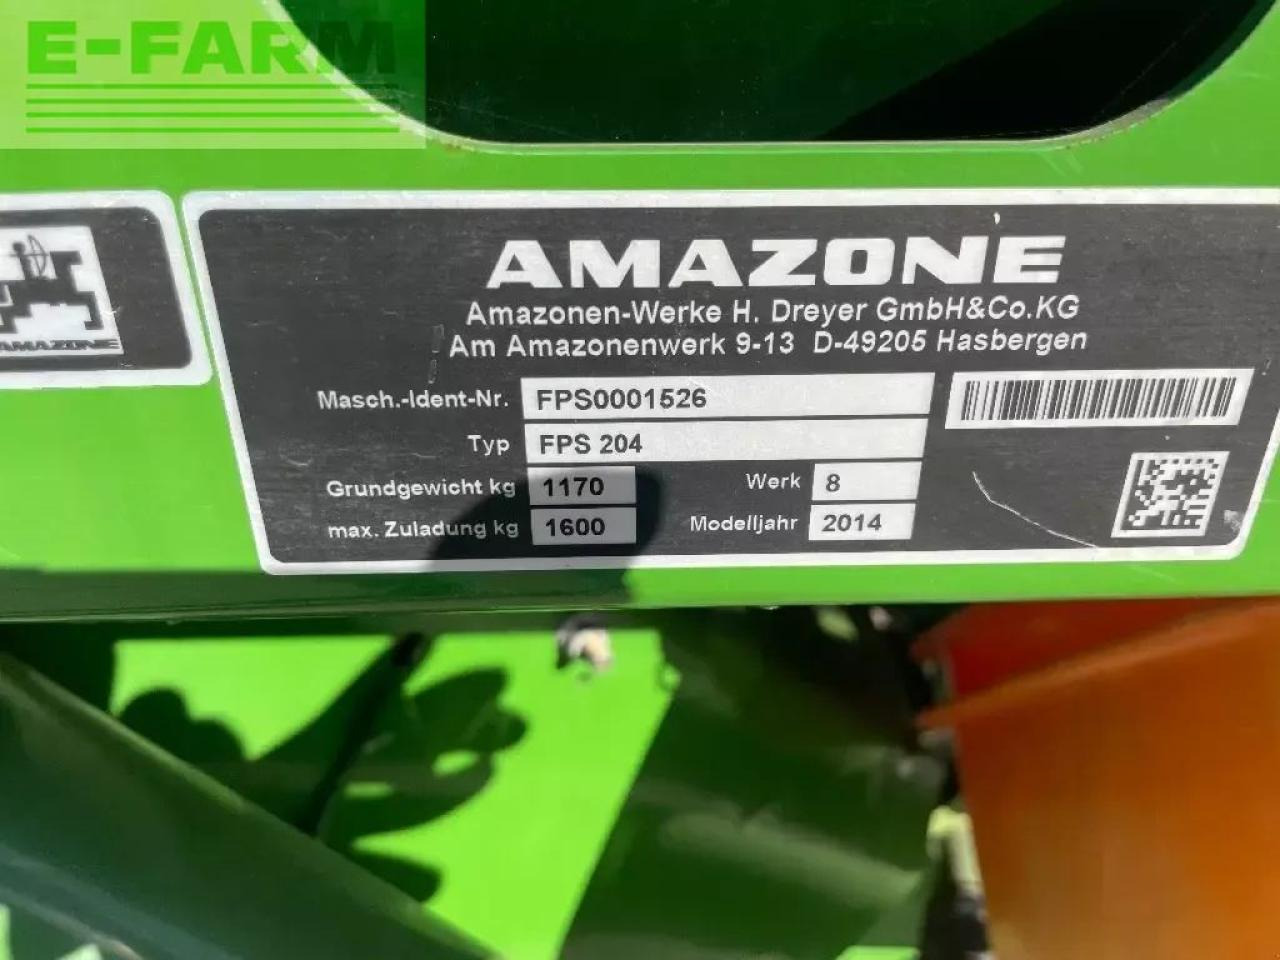 E-FARM
AMAZONE
AMAZONE
Amazonen-Werke H. Dreyer GmbH&Co.KG
Am Amazonenwerk 9-13 D-49205 Hasbergen
Masch.-Ident-Nr. FPS0001526
Typ FPS 204
Grundgewicht kg 1170 Werk 8
max. Zuladung kg 1600 Modelljahr 2014